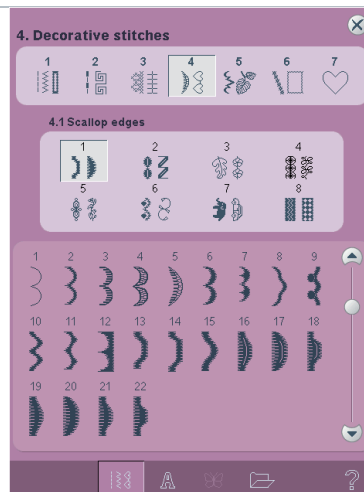 4. Decorative stitches
1 2 3 4 5 6 7
4.1 Scallop edges
1 2 3 4
5 6 7 8
1 2 3 4 5 6 7 8 9
10 11 12 13 14 15 16 17 18
19 20 21 22
A ?